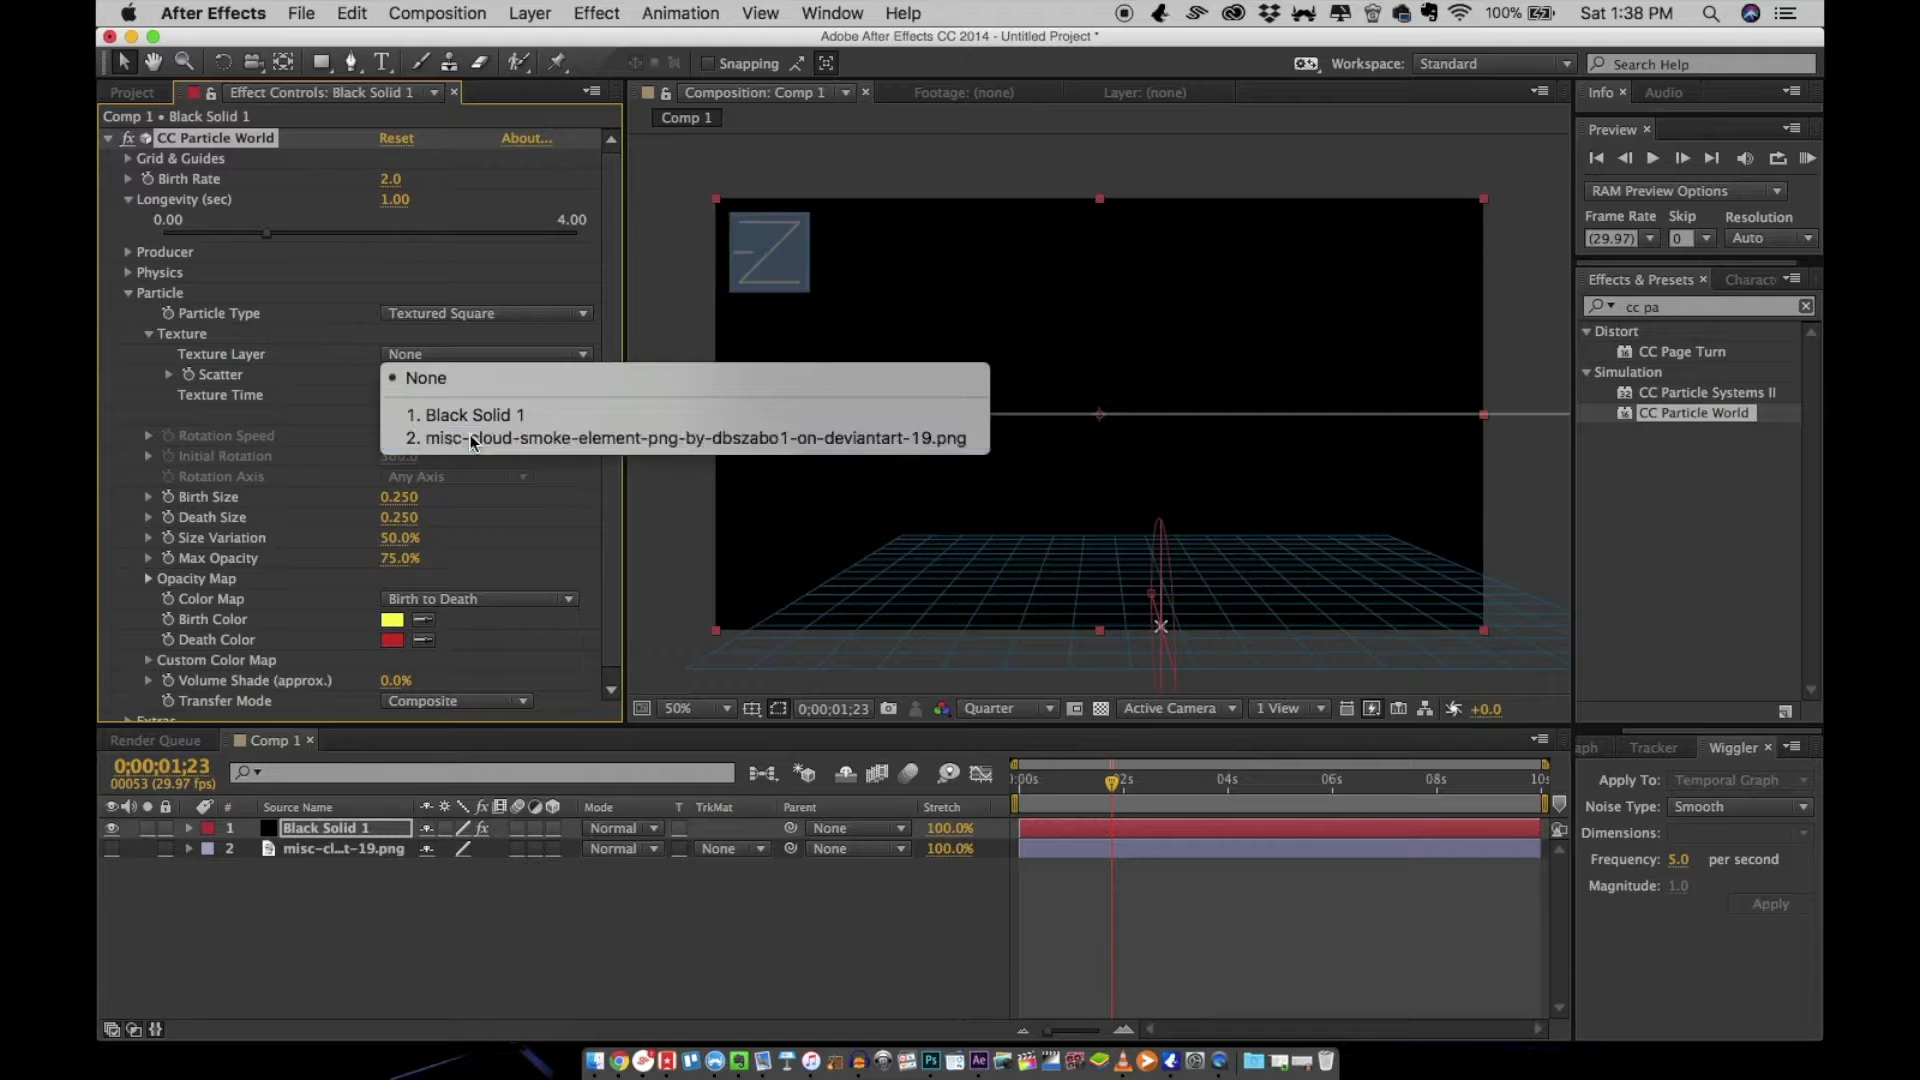 After Effects File Edit Composition Layer Effect Animation View Window Help 100% Sat 1:38 PM
Adobe After Effects CC 2014 - Untitled Project *
Snapping Workspace: Standard Search Help
Project Effect Controls: Black Solid 1 × Composition: Comp 1 × Footage: (none) Layer: (none) Info × Audio
Comp 1 • Black Solid 1 Comp 1
fx CC Particle World Reset About... Preview ×
Grid & Guides
Birth Rate 2.0 RAM Preview Options
Longevity (sec) 1.00
0.00 4.00 Frame Rate Skip Resolution
(29.97) 0 Auto
Producer
Physics Effects & Presets × Charact
Particle cc pa
Particle Type Textured Square
Texture Distort
Texture Layer None CC Page Turn
Scatter None Simulation
Texture Time CC Particle Systems II
1. Black Solid 1 CC Particle World
Rotation Speed 2. misc-cloud-smoke-element-png-by-dbszabo1-on-deviantart-19.png
Initial Rotation
Rotation Axis Any Axis
Birth Size 0.250
Death Size 0.250
Size Variation 50.0%
Max Opacity 75.0%
Opacity Map
Color Map Birth to Death
Birth Color
Death Color
Custom Color Map
Volume Shade (approx.) 0.0%
Transfer Mode Composite 50% 0;00;01;23 Quarter Active Camera 1 View +0.0
Extras
Render Queue Comp 1 × aph Tracker Wiggler ×
0;00;01;23
00053 (29.97 fps) ):00s 2s 04s 06s 08s 10s Apply To: Temporal Graph
# Source Name fx Mode T TrkMat Parent Stretch Noise Type: Smooth
1 Black Solid 1 fx Normal None 100.0% Dimensions:
2 misc-cl...t-19.png Normal None None 100.0% Frequency: 5.0 per second
Magnitude: 1.0
Apply
Ps Ae